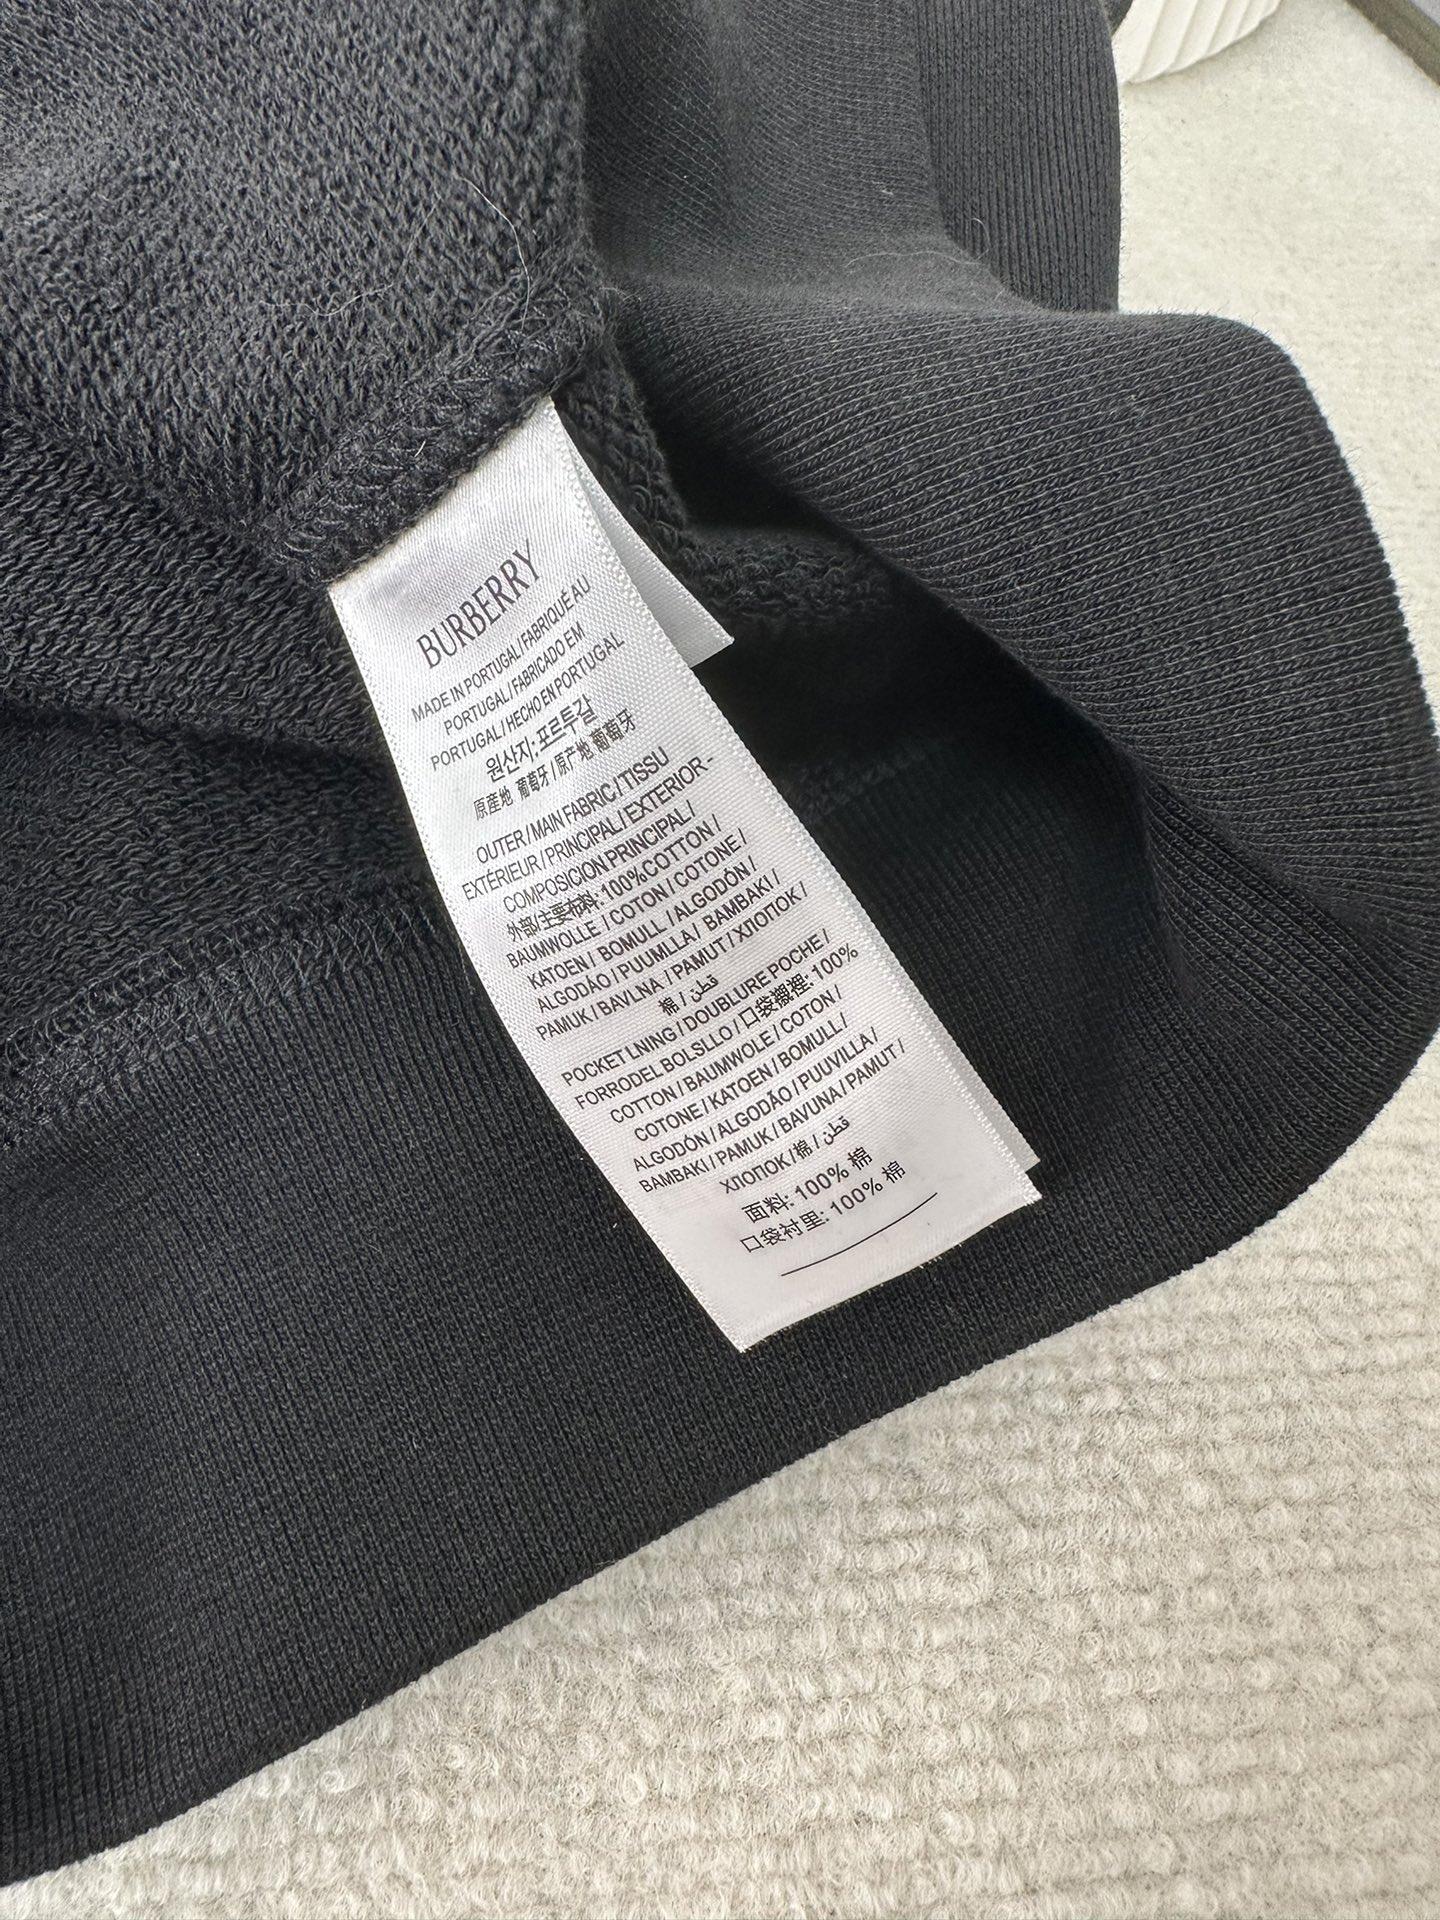 BURBERRY
MADE IN PORTUGAL / FABRIQUÉ AU
PORTUGAL / FABRICADO EM
PORTUGAL / HECHO EN PORTUGAL
원산지: 포르투갈
原産地 葡萄牙 / 原产地 葡萄牙
OUTER / MAIN FABRIC / TISSU
EXTÉRIEUR / PRINCIPAL / EXTERIOR-
COMPOSICION PRINCIPAL /
外部/主要布料: 100%COTTON /
BAUMWOLLE / COTON / COTONE /
KATOEN / BOMULL / ALGODÓN /
ALGODÃO / PUUMLLA / BAMBAKI /
PAMUK / BAVLNA / PAMUT / ХЛОПОК /
棉 / قطن
POCKET LNING / DOUBLURE POCHE /
FORRODEL BOLSLLO / 口袋襯裡: 100%
COTTON / BAUMWOLE / COTON /
COTONE / KATOEN / BOMULL /
ALGODÓN / ALGODÃO / PUUVILLA /
BAMBAKI / PAMUK / BAVUNA / PAMUT /
ХЛОПОК / 棉 / قطن
面料: 100% 棉
口袋衬里: 100% 棉